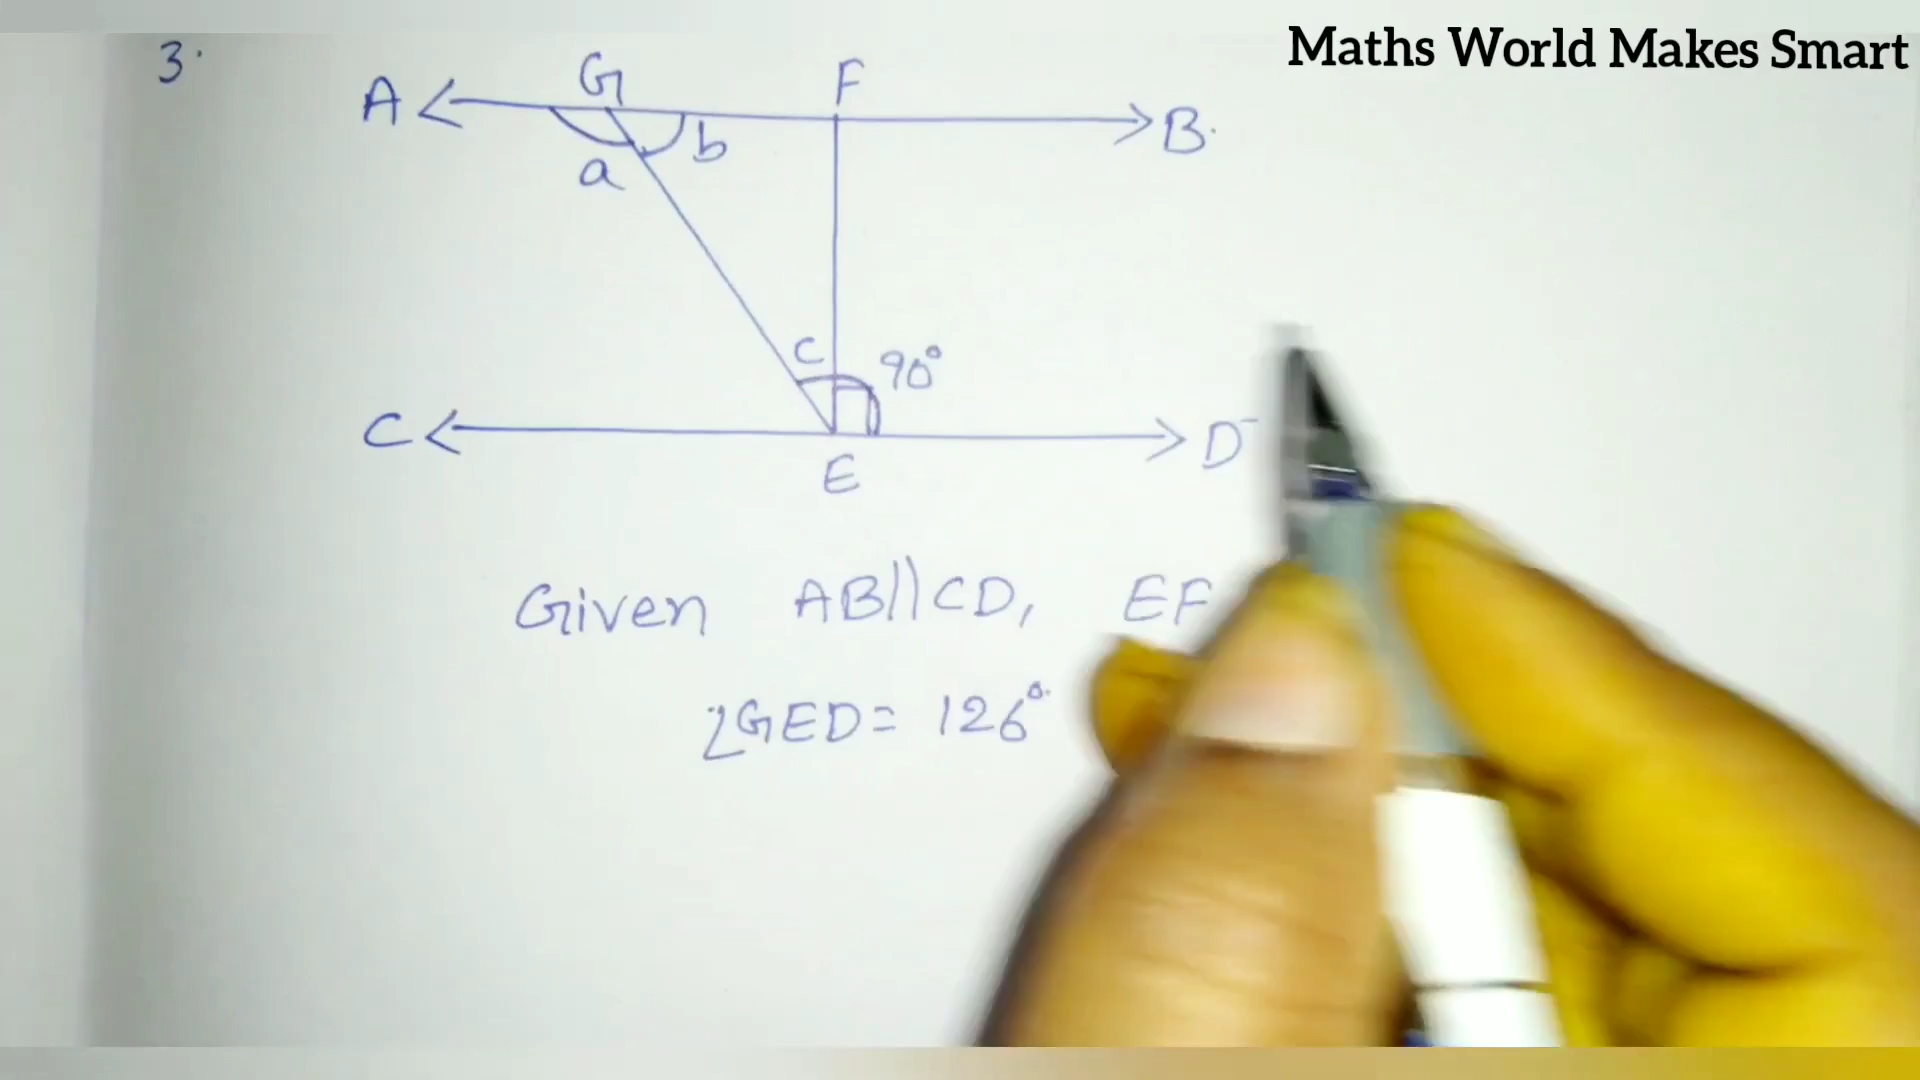 Maths World Makes Smart
3.
A G F B.
a b
C 90°
C D
E
Given AB||CD, EF
∠GED = 126°